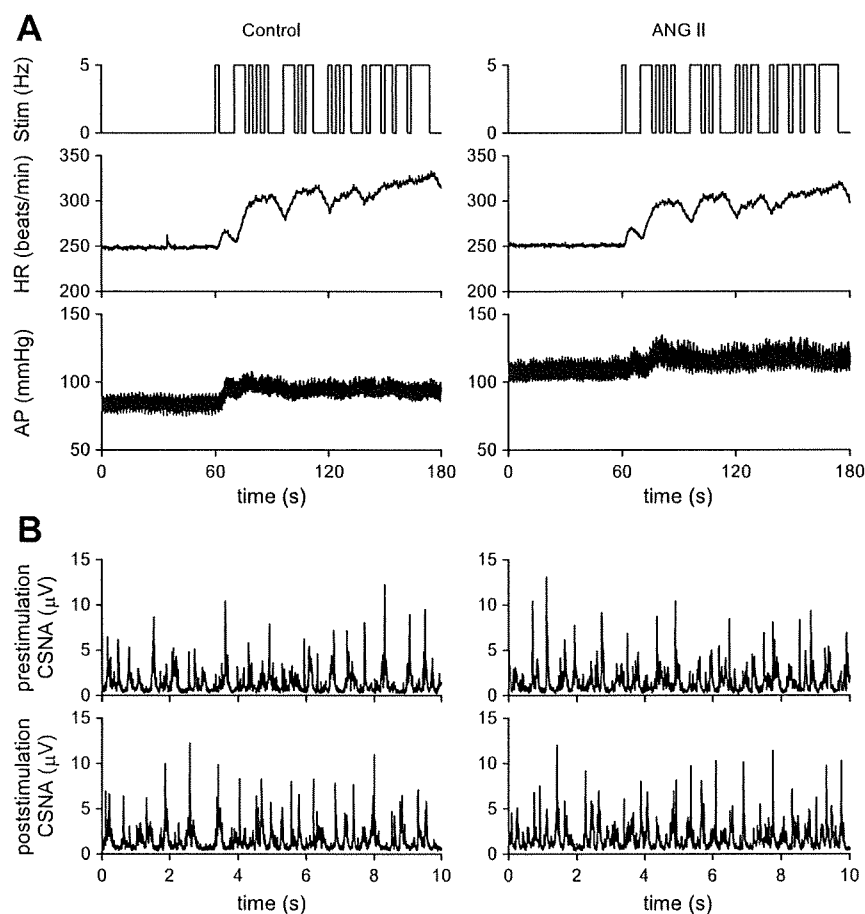 A
Control
ANG II
Stim (Hz)
5
0
5
0
HR (beats/min)
350
300
250
200
350
300
250
200
AP (mmHg)
150
100
50
150
100
50
0 60 120 180
0 60 120 180
time (s)
time (s)
B
prestimulation
CSNA (μV)
15
10
5
0
15
10
5
0
poststimulation
CSNA (μV)
15
10
5
0
15
10
5
0
0 2 4 6 8 10
0 2 4 6 8 10
time (s)
time (s)